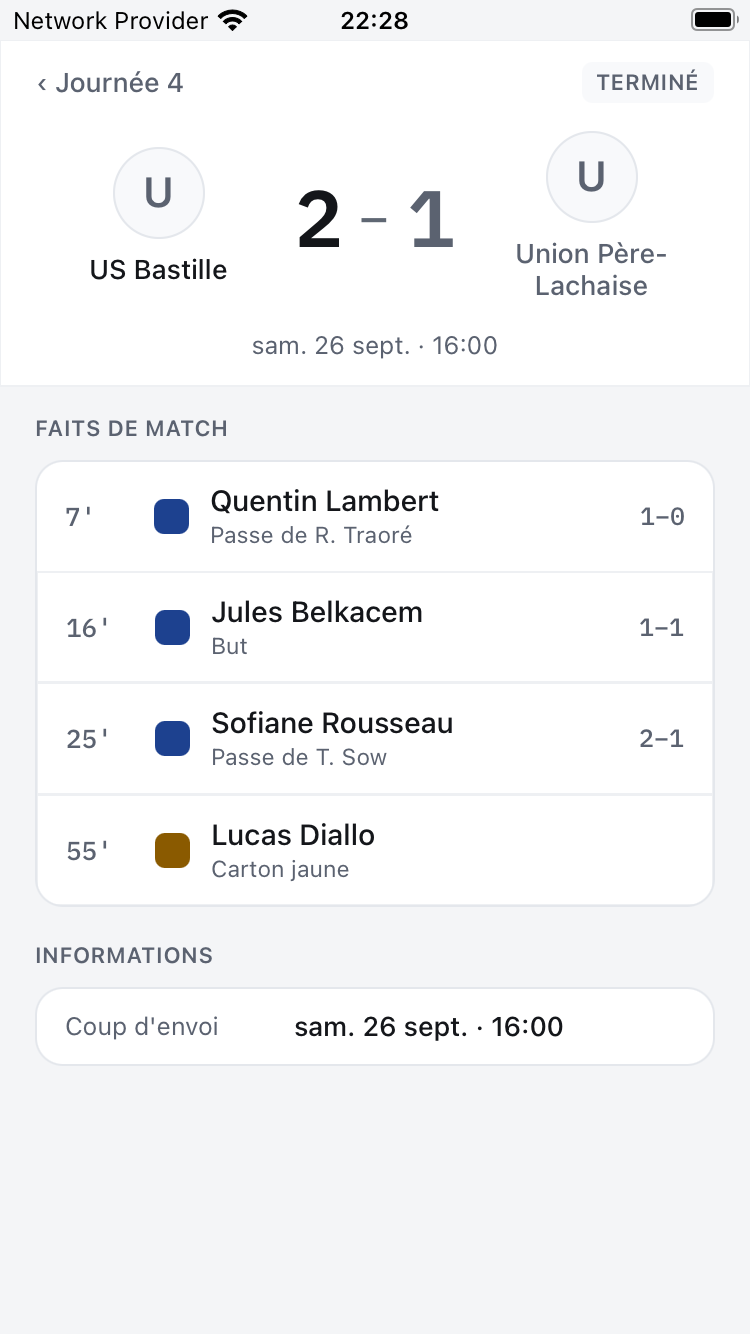 Network Provider 22:28
‹ Journée 4 TERMINÉ
U U
2 – 1
US Bastille
Union Père-
Lachaise
sam. 26 sept. · 16:00
FAITS DE MATCH
7' Quentin Lambert 1–0
Passe de R. Traoré
16' Jules Belkacem 1–1
But
25' Sofiane Rousseau 2–1
Passe de T. Sow
55' Lucas Diallo
Carton jaune
INFORMATIONS
Coup d'envoi sam. 26 sept. · 16:00